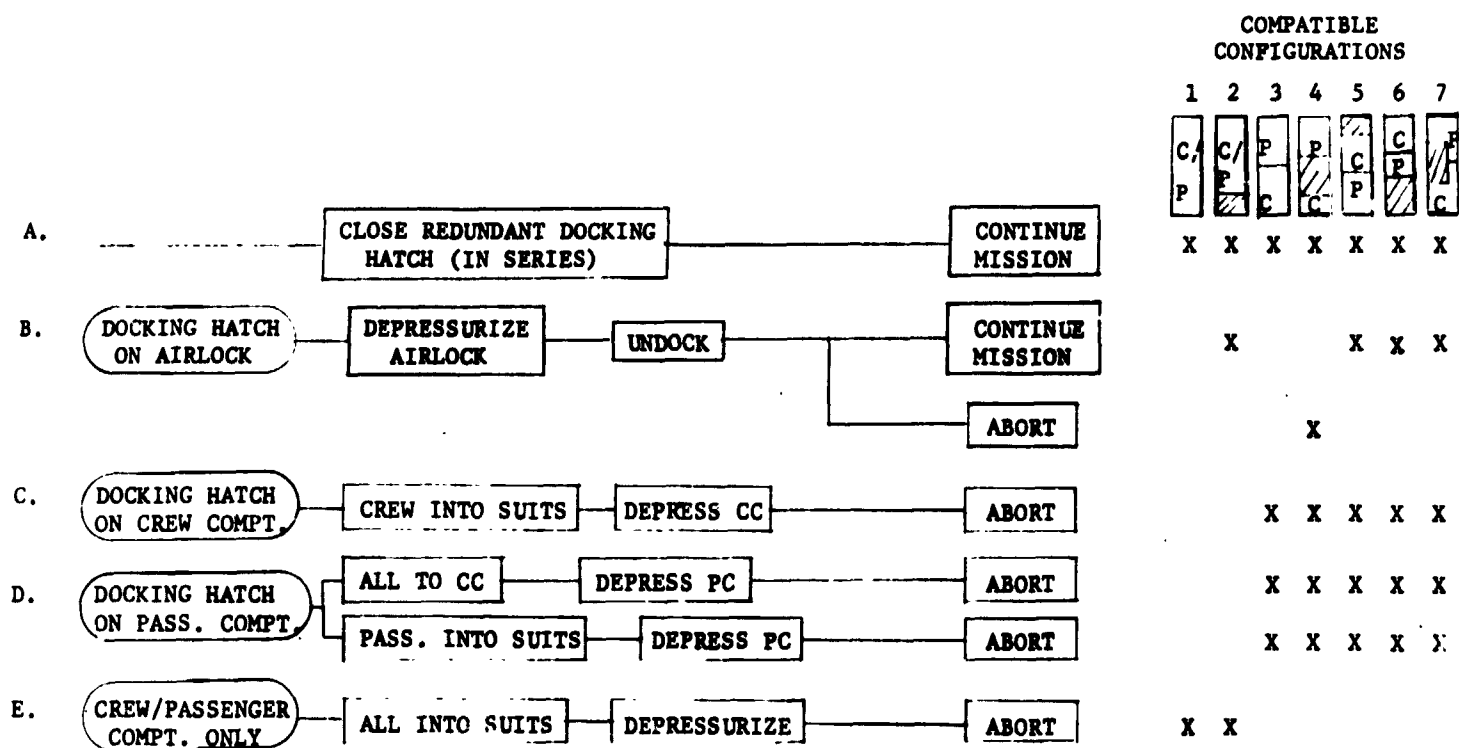 COMPATIBLE
CONFIGURATIONS
1 2 3 4 5 6 7
C/ C/ P P C C P
P P C C P P C
A. CLOSE REDUNDANT DOCKING CONTINUE
HATCH (IN SERIES) MISSION
X X X X X X X
B. DOCKING HATCH DEPRESSURIZE UNDOCK CONTINUE
ON AIRLOCK AIRLOCK MISSION
X X X X
ABORT X
C. DOCKING HATCH CREW INTO SUITS DEPRESS CC ABORT X X X X X
ON CREW COMPT.
D. DOCKING HATCH ALL TO CC DEPRESS PC ABORT X X X X X
ON PASS. COMPT.
PASS. INTO SUITS DEPRESS PC ABORT X X X X X
E. CREW/PASSENGER ALL INTO SUITS DEPRESSURIZE ABORT X X
COMPT. ONLY